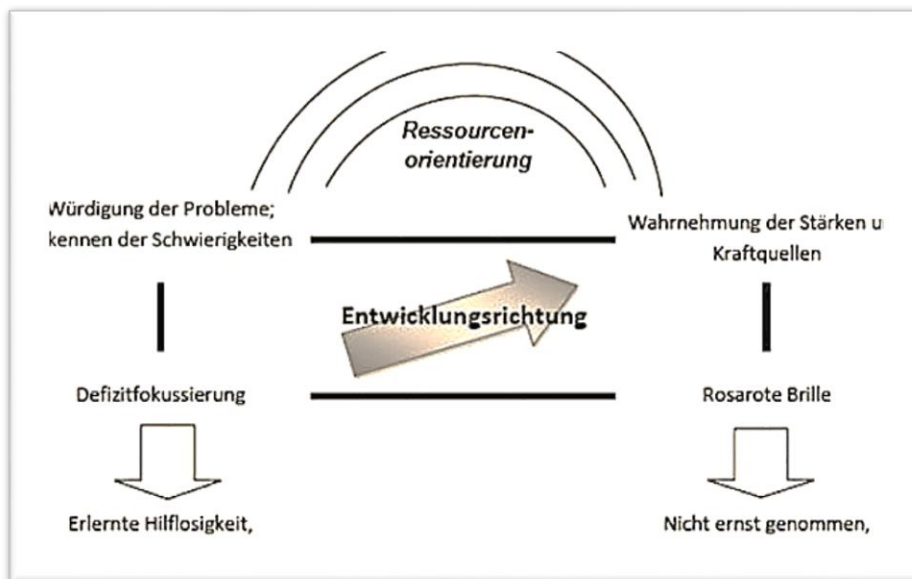 Ressourcen-
orientierung
Würdigung der Probleme;
kennen der Schwierigkeiten
Wahrnehmung der Stärken u
Kraftquellen
Entwicklungsrichtung
Defizitfokussierung
Rosarote Brille
Erlernte Hilflosigkeit,
Nicht ernst genommen,